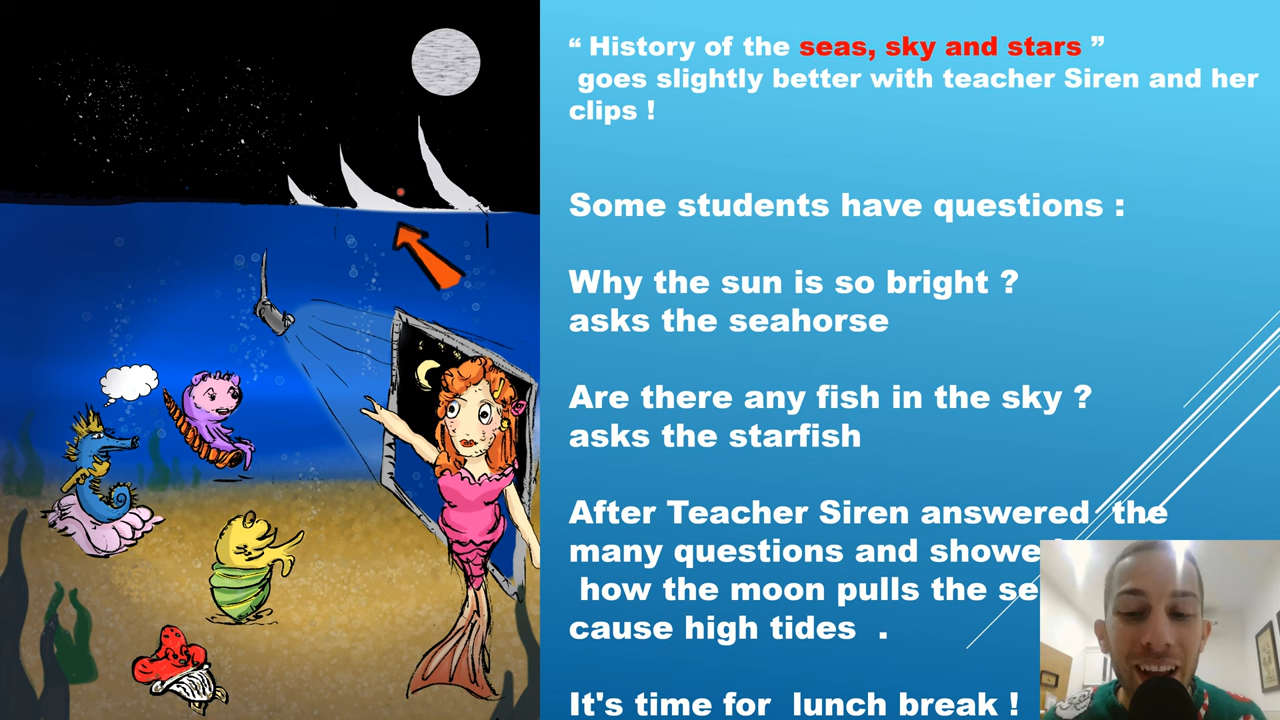 “ History of the seas, sky and stars ”
goes slightly better with teacher Siren and her
clips !
Some students have questions :
Why the sun is so bright ?
asks the seahorse
Are there any fish in the sky ?
asks the starfish
After Teacher Siren answered the
many questions and showe
how the moon pulls the se
cause high tides .
It's time for lunch break !